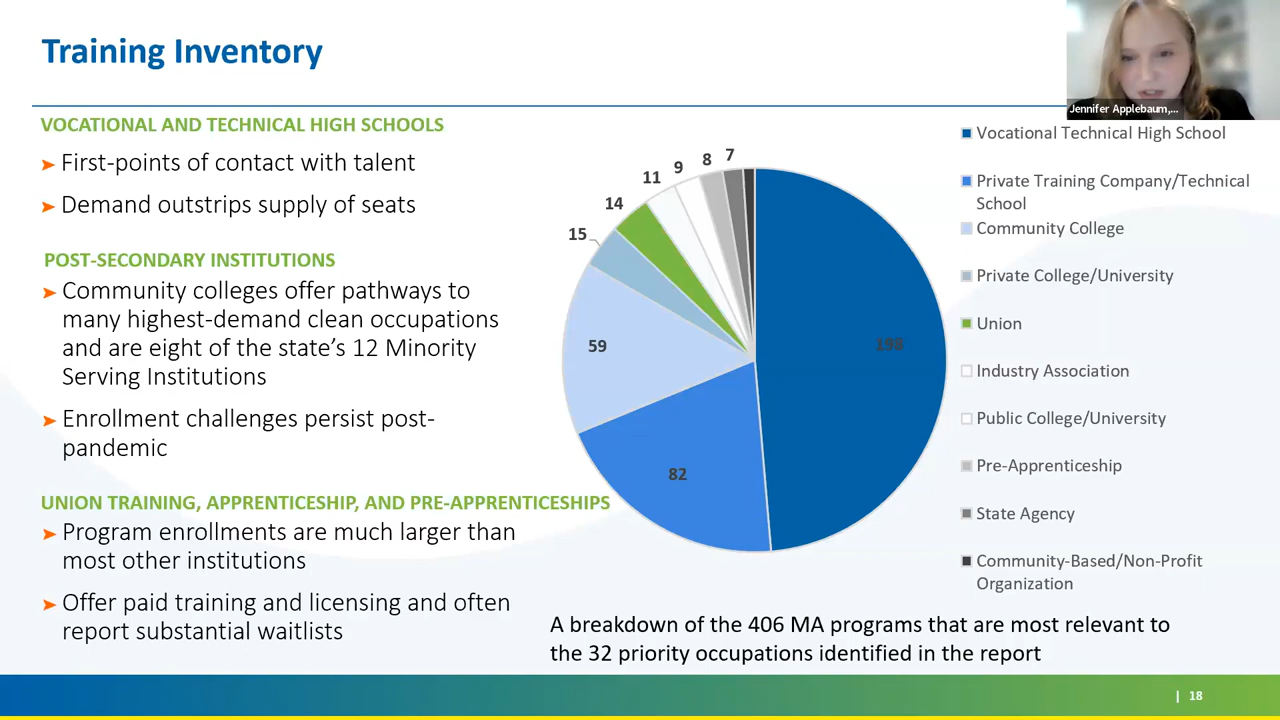 Training Inventory
Jennifer Applebaum,...
VOCATIONAL AND TECHNICAL HIGH SCHOOLS
➤ First-points of contact with talent
➤ Demand outstrips supply of seats
POST-SECONDARY INSTITUTIONS
➤ Community colleges offer pathways to
many highest-demand clean occupations
and are eight of the state's 12 Minority
Serving Institutions
➤ Enrollment challenges persist post-
pandemic
UNION TRAINING, APPRENTICESHIP, AND PRE-APPRENTICESHIPS
➤ Program enrollments are much larger than
most other institutions
➤ Offer paid training and licensing and often
report substantial waitlists
7
8
9
11
14
15
59
82
Vocational Technical High School
Private Training Company/Technical
School
Community College
Private College/University
Union
Industry Association
Public College/University
Pre-Apprenticeship
State Agency
Community-Based/Non-Profit
Organization
A breakdown of the 406 MA programs that are most relevant to
the 32 priority occupations identified in the report
| 18